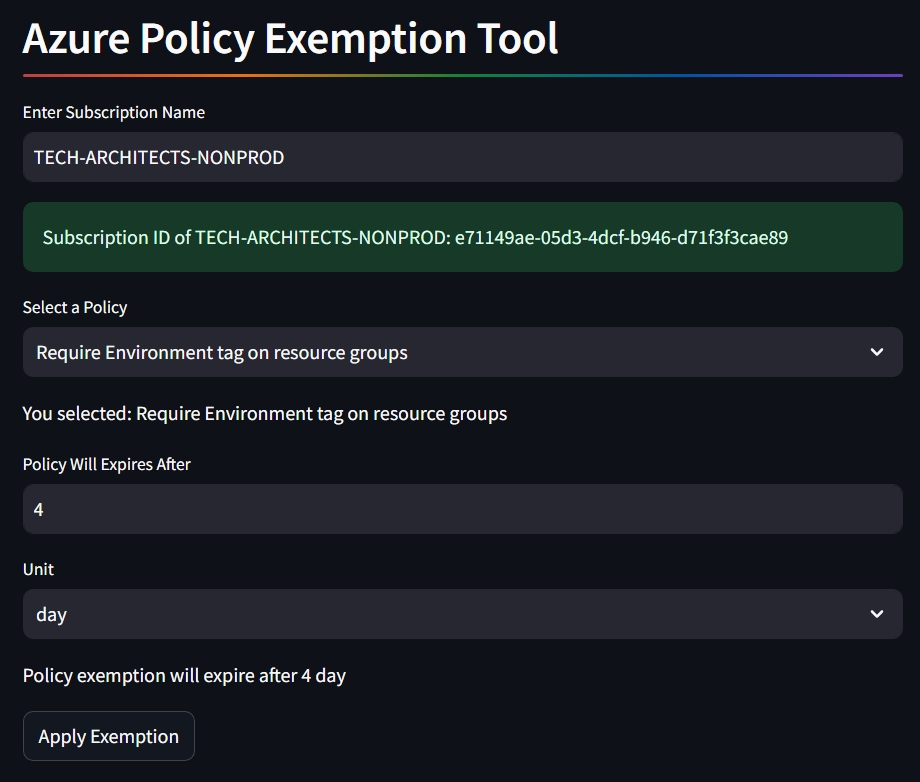 Azure Policy Exemption Tool
Enter Subscription Name
TECH-ARCHITECTS-NONPROD
Subscription ID of TECH-ARCHITECTS-NONPROD: e71149ae-05d3-4dcf-b946-d71f3f3cae89
Select a Policy
Require Environment tag on resource groups
You selected: Require Environment tag on resource groups
Policy Will Expires After
4
Unit
day
Policy exemption will expire after 4 day
Apply Exemption